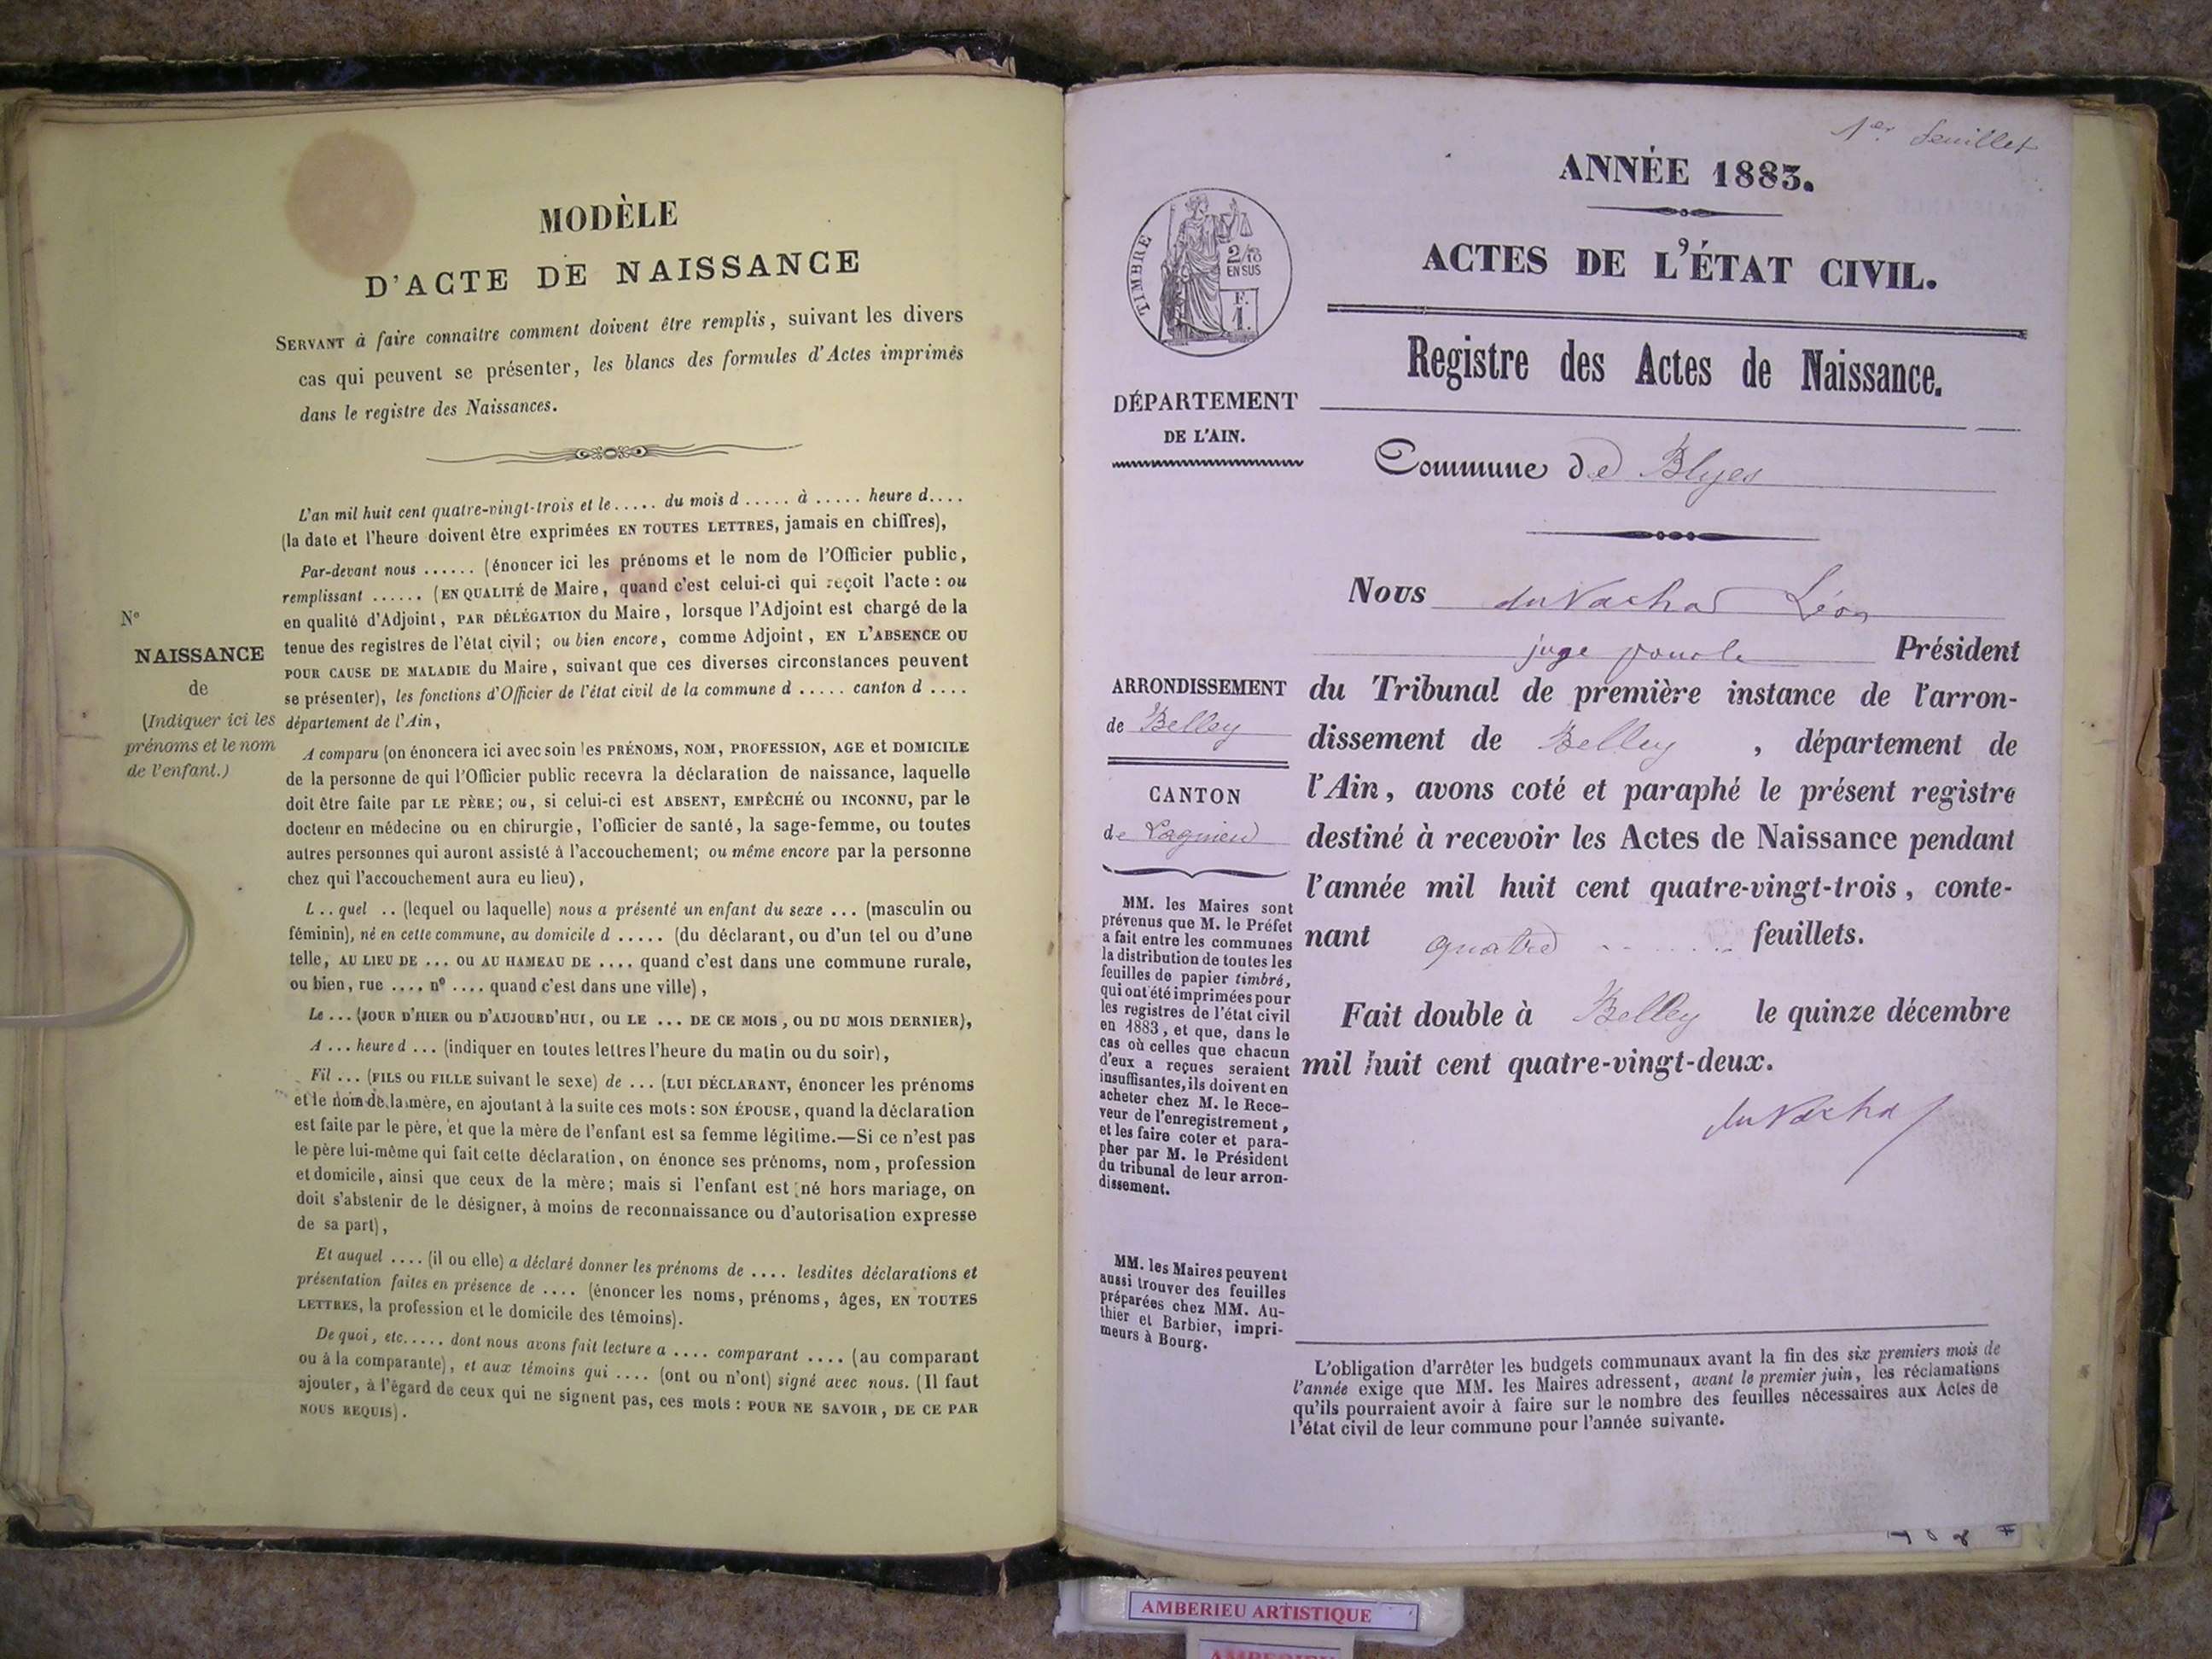 MODÈLE
D'ACTE DE NAISSANCE
SERVANT à faire connaître comment doivent être remplis, suivant les divers
cas qui peuvent se présenter, les blancs des formules d'Actes imprimés
dans le registre des Naissances.
L'an mil huit cent quatre-vingt-trois et le ..... du mois d ..... à ..... heure d....
(la date et l'heure doivent être exprimées EN TOUTES LETTRES, jamais en chiffres),
Par-devant nous ...... (énoncer ici les prénoms et le nom de l'Officier public,
remplissant ...... (EN QUALITÉ de Maire, quand c'est celui-ci qui reçoit l'acte : ou
en qualité d'Adjoint, PAR DÉLÉGATION du Maire, lorsque l'Adjoint est chargé de la
tenue des registres de l'état civil; ou bien encore, comme Adjoint, EN L'ABSENCE OU
POUR CAUSE DE MALADIE du Maire, suivant que ces diverses circonstances peuvent
se présenter), les fonctions d'Officier de l'état civil de la commune d ..... canton d ....
département de l'Ain,
N°
NAISSANCE
de
(Indiquer ici les
prénoms et le nom
de l'enfant.)
A comparu (on énoncera ici avec soin les PRÉNOMS, NOM, PROFESSION, AGE et DOMICILE
de la personne de qui l'Officier public recevra la déclaration de naissance, laquelle
doit être faite par LE PÈRE; ou, si celui-ci est ABSENT, EMPÊCHÉ OU INCONNU, par le
docteur en médecine ou en chirurgie, l'officier de santé, la sage-femme, ou toutes
autres personnes qui auront assisté à l'accouchement; ou même encore par la personne
chez qui l'accouchement aura eu lieu),
L .. quel .. (lequel ou laquelle) nous a présenté un enfant du sexe ... (masculin ou
féminin), né en cette commune, au domicile d ..... (du déclarant, ou d'un tel ou d'une
telle, AU LIEU DE ... OU AU HAMEAU DE .... quand c'est dans une commune rurale,
ou bien, rue .... n° .... quand c'est dans une ville),
Le ... (JOUR D'HIER OU D'AUJOURD'HUI, OU LE ... DE CE MOIS, OU DU MOIS DERNIER),
A ... heure d ... (indiquer en toutes lettres l'heure du matin ou du soir),
Fil ... (FILS OU FILLE suivant le sexe) de ... (LUI DÉCLARANT, énoncer les prénoms
et le nom de la mère, en ajoutant à la suite ces mots : SON ÉPOUSE, quand la déclaration
est faite par le père, et que la mère de l'enfant est sa femme légitime.—Si ce n'est pas
le père lui-même qui fait cette déclaration, on énonce ses prénoms, nom, profession
et domicile, ainsi que ceux de la mère; mais si l'enfant est né hors mariage, on
doit s'abstenir de le désigner, à moins de reconnaissance ou d'autorisation expresse
de sa part),
Et auquel .... (il ou elle) a déclaré donner les prénoms de .... lesdites déclarations et
présentation faites en présence de .... (énoncer les noms, prénoms, âges, EN TOUTES
LETTRES, la profession et le domicile des témoins).
De quoi, etc..... dont nous avons fait lecture a .... comparant .... (au comparant
ou à la comparante), et aux témoins qui .... (ont ou n'ont) signé avec nous. (Il faut
ajouter, à l'égard de ceux qui ne signent pas, ces mots : POUR NE SAVOIR, DE CE PAR
NOUS REQUIS).
1er feuillet
ANNÉE 1883.
ACTES DE L'ÉTAT CIVIL.
TIMBRE
2/10
EN SUS
F.
1.
Registre des Actes de Naissance.
DÉPARTEMENT
DE L'AIN.
Commune de Blyes
Nous du Vachat Léon
juge pour le Président
du Tribunal de première instance de l'arron-
dissement de Belley, département de
l'Ain, avons coté et paraphé le présent registre
destiné à recevoir les Actes de Naissance pendant
l'année mil huit cent quatre-vingt-trois, conte-
nant quatre feuillets.
Fait double à Belley le quinze décembre
mil huit cent quatre-vingt-deux.
du Vachat
ARRONDISSEMENT
de Belley
CANTON
de Lagnieu
MM. les Maires sont
prévenus que M. le Préfet
a fait entre les communes
la distribution de toutes les
feuilles de papier timbré,
qui ont été imprimées pour
les registres de l'état civil
en 1883, et que, dans le
cas où celles que chacun
d'eux a reçues seraient
insuffisantes, ils doivent en
acheter chez M. le Rece-
veur de l'enregistrement,
et les faire coter et para-
pher par M. le Président
du tribunal de leur arron-
dissement.
MM. les Maires peuvent
aussi trouver des feuilles
préparées chez MM. Au-
thier et Barbier, impri-
meurs à Bourg.
L'obligation d'arrêter les budgets communaux avant la fin des six premiers mois de
l'année exige que MM. les Maires adressent, avant le premier juin, les réclamations
qu'ils pourraient avoir à faire sur le nombre des feuilles nécessaires aux Actes de
l'état civil de leur commune pour l'année suivante.
AMBERIEU ARTISTIQUE
AMBERIEU